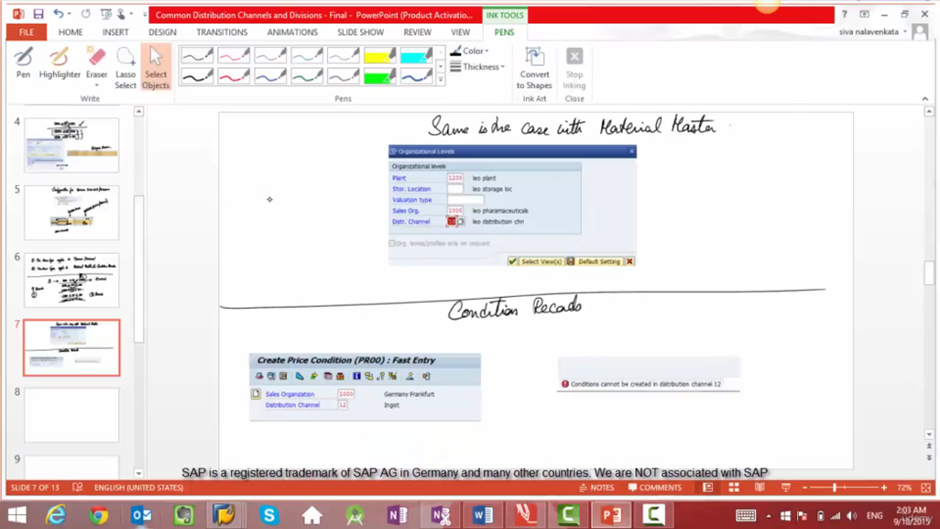 Common Distribution Channels and Divisions - Final - PowerPoint (Product Activatio...
INK TOOLS
FILE HOME INSERT DESIGN TRANSITIONS ANIMATIONS SLIDE SHOW REVIEW VIEW PENS
siva nalavenkata
Pen Highlighter Eraser Lasso Select Select Objects
Color
Thickness
Convert to Shapes
Stop Inking
Write Pens Ink Art Close
4
5
6
7
8
9
Same is the case with Material Master
Organizational Levels
Organizational levels
Plant 1200 leo plant
Stor. Location leo storage loc
Valuation type
Sales Org. 1000 leo pharmaceuticals
Distr. Channel leo distribution chn
Org. levels/profiles only on request
Select View(s) Default Setting
Condition Records
Create Price Condition (PR00) : Fast Entry
Sales Organization 1000 Germany Frankfurt
Distribution Channel 12 Ingot
Conditions cannot be created in distribution channel 12
SAP is a registered trademark of SAP AG in Germany and many other countries. We are NOT associated with SAP
SLIDE 7 OF 13 ENGLISH (UNITED STATES) NOTES COMMENTS 72%
ENG
2:03 AM